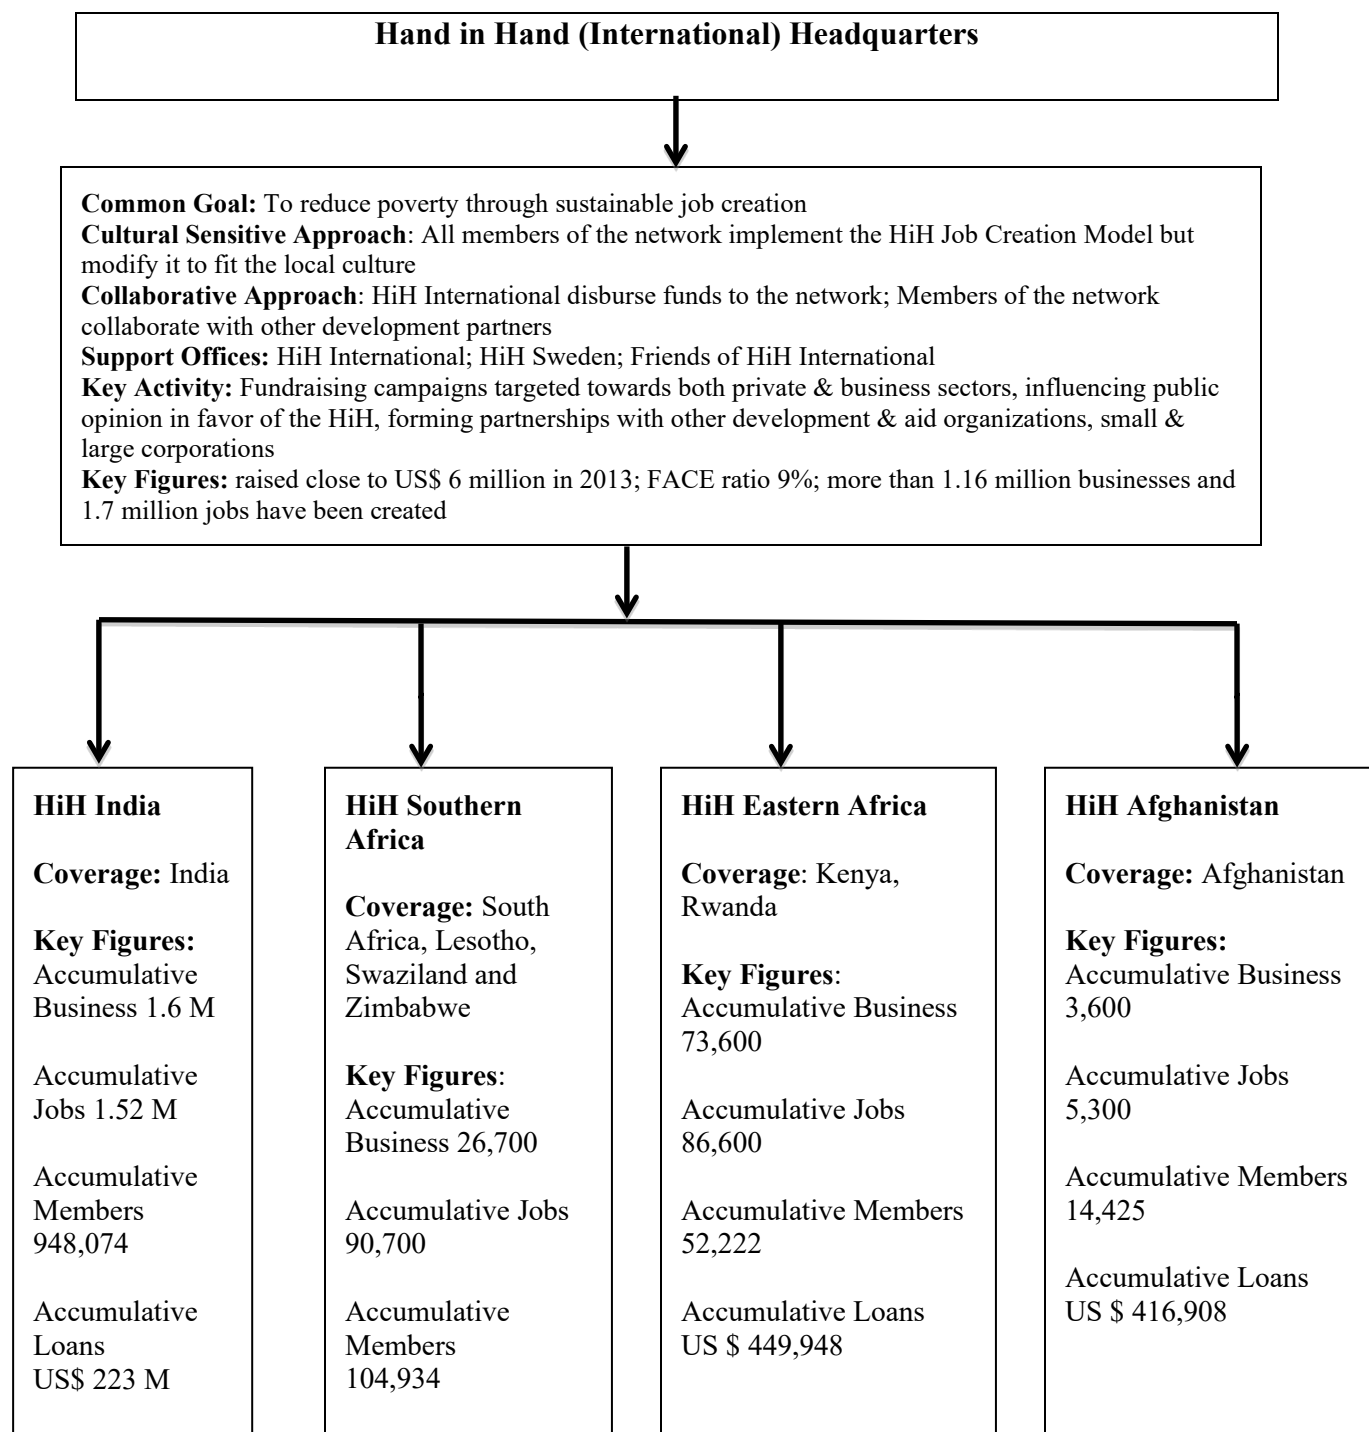 Hand in Hand (International) Headquarters
Common Goal: To reduce poverty through sustainable job creation
Cultural Sensitive Approach: All members of the network implement the HiH Job Creation Model but
modify it to fit the local culture
Collaborative Approach: HiH International disburse funds to the network; Members of the network
collaborate with other development partners
Support Offices: HiH International; HiH Sweden; Friends of HiH International
Key Activity: Fundraising campaigns targeted towards both private & business sectors, influencing public
opinion in favor of the HiH, forming partnerships with other development & aid organizations, small &
large corporations
Key Figures: raised close to US$ 6 million in 2013; FACE ratio 9%; more than 1.16 million businesses and
1.7 million jobs have been created
HiH India
Coverage: India
Key Figures:
Accumulative
Business 1.6 M
Accumulative
Jobs 1.52 M
Accumulative
Members
948,074
Accumulative
Loans
US$ 223 M
HiH Southern
Africa
Coverage: South
Africa, Lesotho,
Swaziland and
Zimbabwe
Key Figures:
Accumulative
Business 26,700
Accumulative Jobs
90,700
Accumulative
Members
104,934
HiH Eastern Africa
Coverage: Kenya,
Rwanda
Key Figures:
Accumulative Business
73,600
Accumulative Jobs
86,600
Accumulative Members
52,222
Accumulative Loans
US $ 449,948
HiH Afghanistan
Coverage: Afghanistan
Key Figures:
Accumulative Business
3,600
Accumulative Jobs
5,300
Accumulative Members
14,425
Accumulative Loans
US $ 416,908